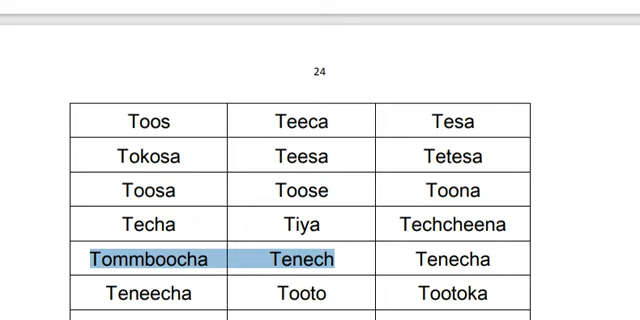 24
Toos Teeca Tesa
Tokosa Teesa Tetesa
Toosa Toose Toona
Techa Tiya Techcheena
Tommboocha Tenech Tenecha
Teneecha Tooto Tootoka